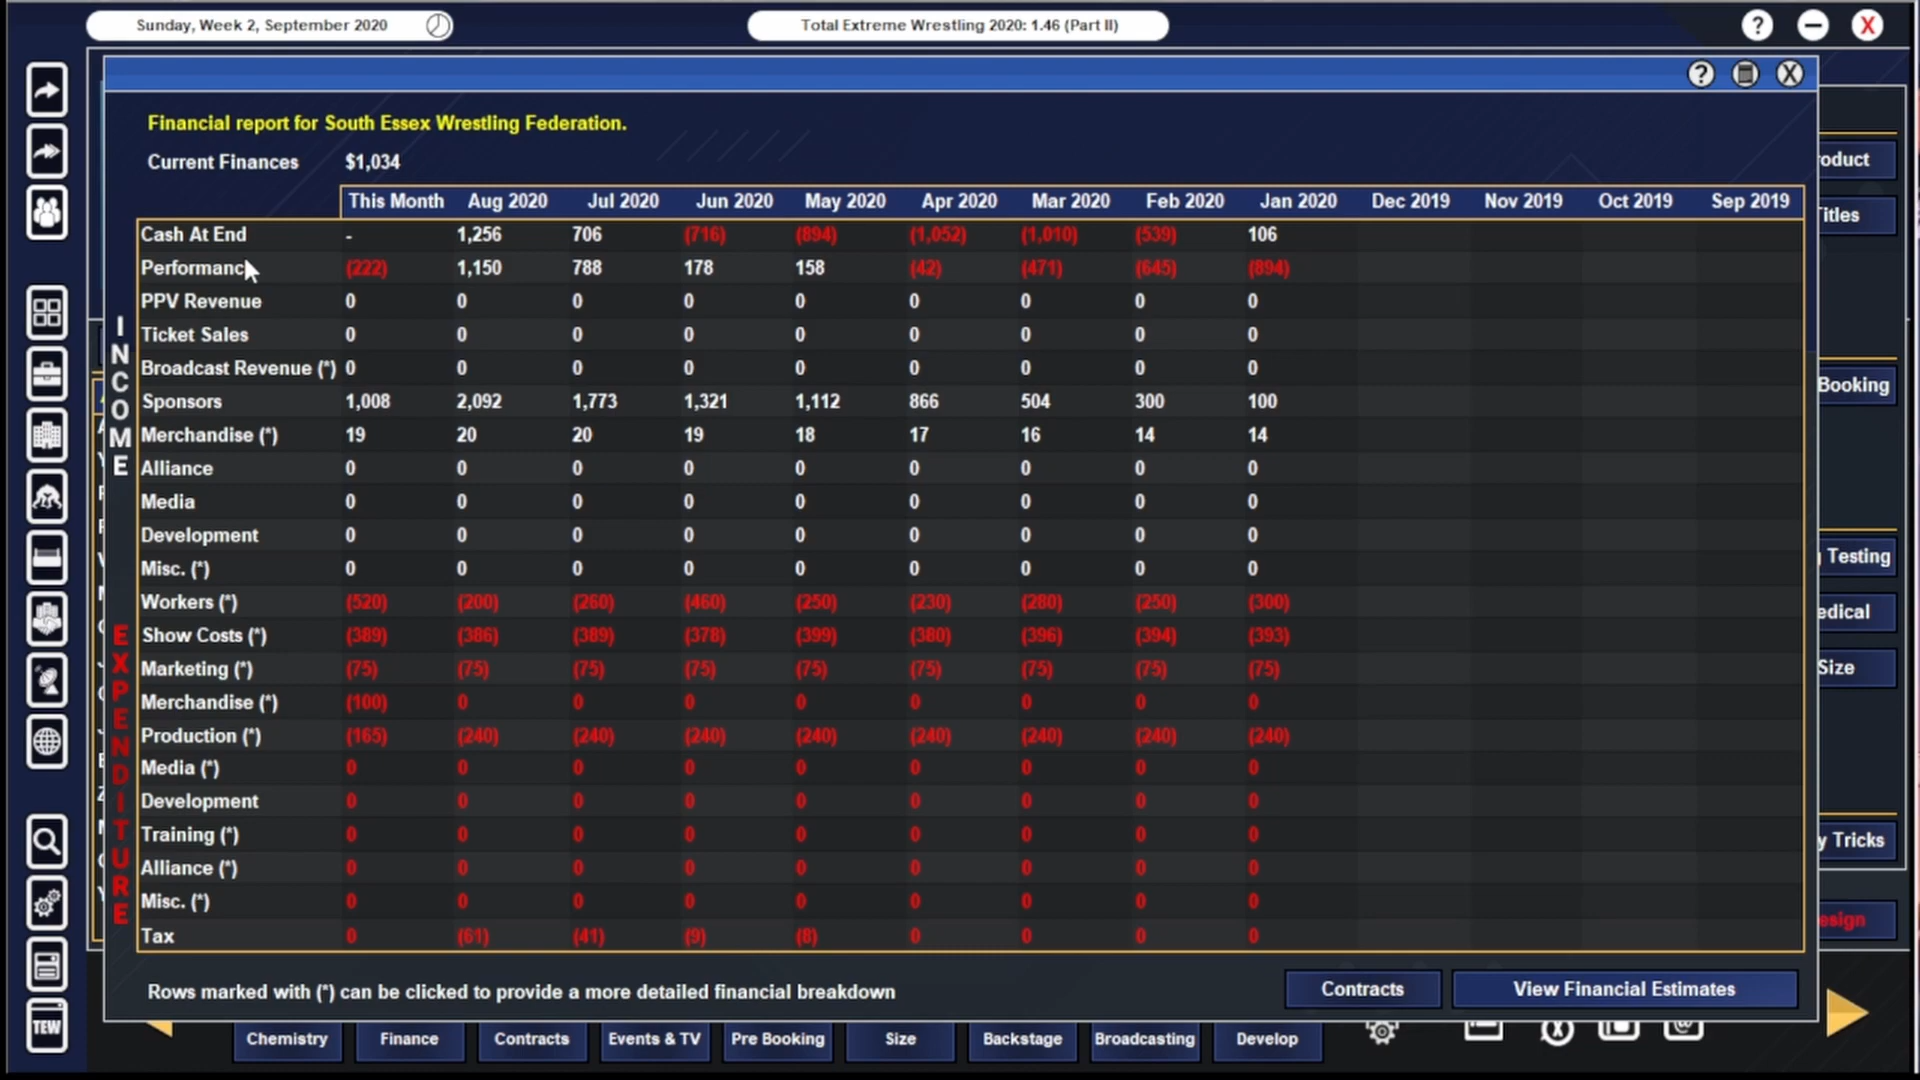 Sunday, Week 2, September 2020
Total Extreme Wrestling 2020: 1.46 (Part II)
? X
? X
Financial report for South Essex Wrestling Federation.
Current Finances $1,034
This Month Aug 2020 Jul 2020 Jun 2020 May 2020 Apr 2020 Mar 2020 Feb 2020 Jan 2020 Dec 2019 Nov 2019 Oct 2019 Sep 2019
INCOME
Cash At End - 1,256 706 (716) (894) (1,052) (1,010) (539) 106
Performance (222) 1,150 788 178 158 (42) (471) (645) (894)
PPV Revenue 0 0 0 0 0 0 0 0 0
Ticket Sales 0 0 0 0 0 0 0 0 0
Broadcast Revenue (*) 0 0 0 0 0 0 0 0 0
Sponsors 1,008 2,092 1,773 1,321 1,112 866 504 300 100
Merchandise (*) 19 20 20 19 18 17 16 14 14
Alliance 0 0 0 0 0 0 0 0 0
Media 0 0 0 0 0 0 0 0 0
Development 0 0 0 0 0 0 0 0 0
Misc. (*) 0 0 0 0 0 0 0 0 0
EXPENDITURE
Workers (*) (520) (200) (260) (460) (250) (230) (280) (250) (300)
Show Costs (*) (389) (386) (389) (378) (399) (380) (396) (394) (393)
Marketing (*) (75) (75) (75) (75) (75) (75) (75) (75) (75)
Merchandise (*) (100) 0 0 0 0 0 0 0 0
Production (*) (165) (240) (240) (240) (240) (240) (240) (240) (240)
Media (*) 0 0 0 0 0 0 0 0 0
Development 0 0 0 0 0 0 0 0 0
Training (*) 0 0 0 0 0 0 0 0 0
Alliance (*) 0 0 0 0 0 0 0 0 0
Misc. (*) 0 0 0 0 0 0 0 0 0
Tax 0 (61) (41) (9) (8) 0 0 0 0
Rows marked with (*) can be clicked to provide a more detailed financial breakdown
Contracts
View Financial Estimates
oduct
itles
Booking
Testing
edical
Size
y Tricks
esign
TEW
Chemistry
Finance
Contracts
Events & TV
Pre Booking
Size
Backstage
Broadcasting
Develop